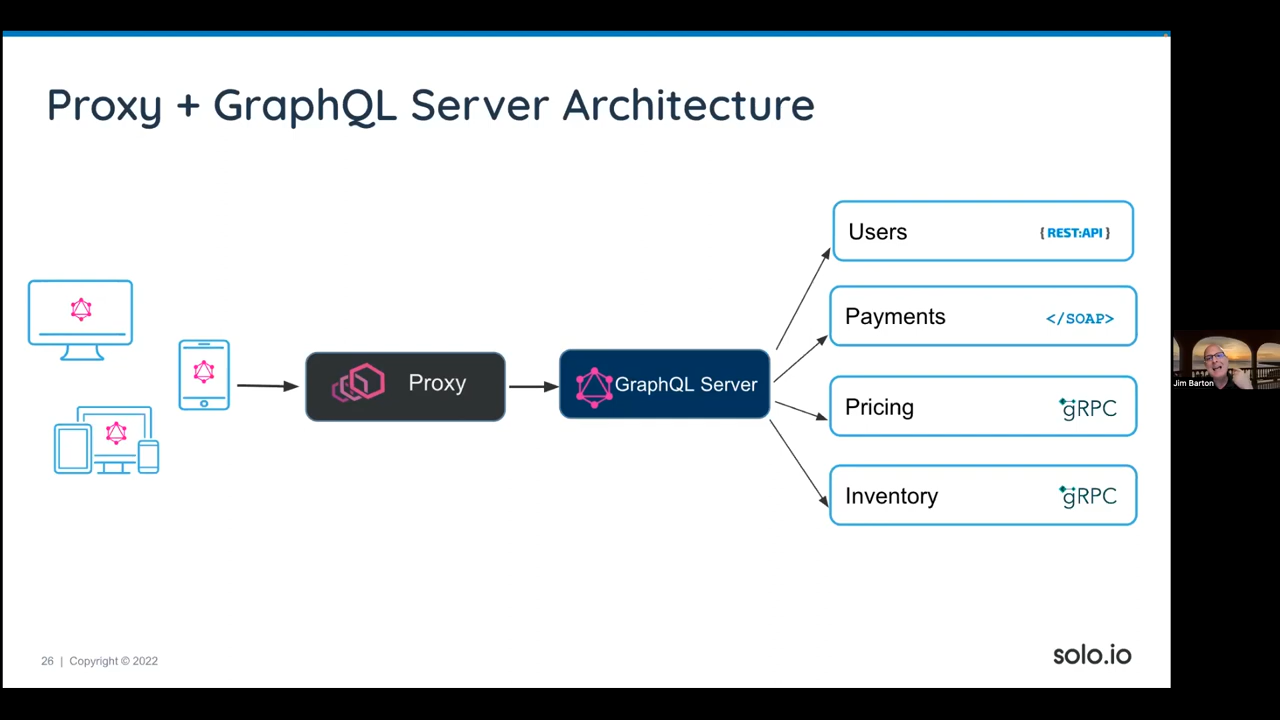 Proxy + GraphQL Server Architecture
Users
{ REST:API }
Payments
</SOAP>
Proxy
GraphQL Server
Pricing
gRPC
Inventory
gRPC
Jim Barton
26 | Copyright © 2022
solo.io